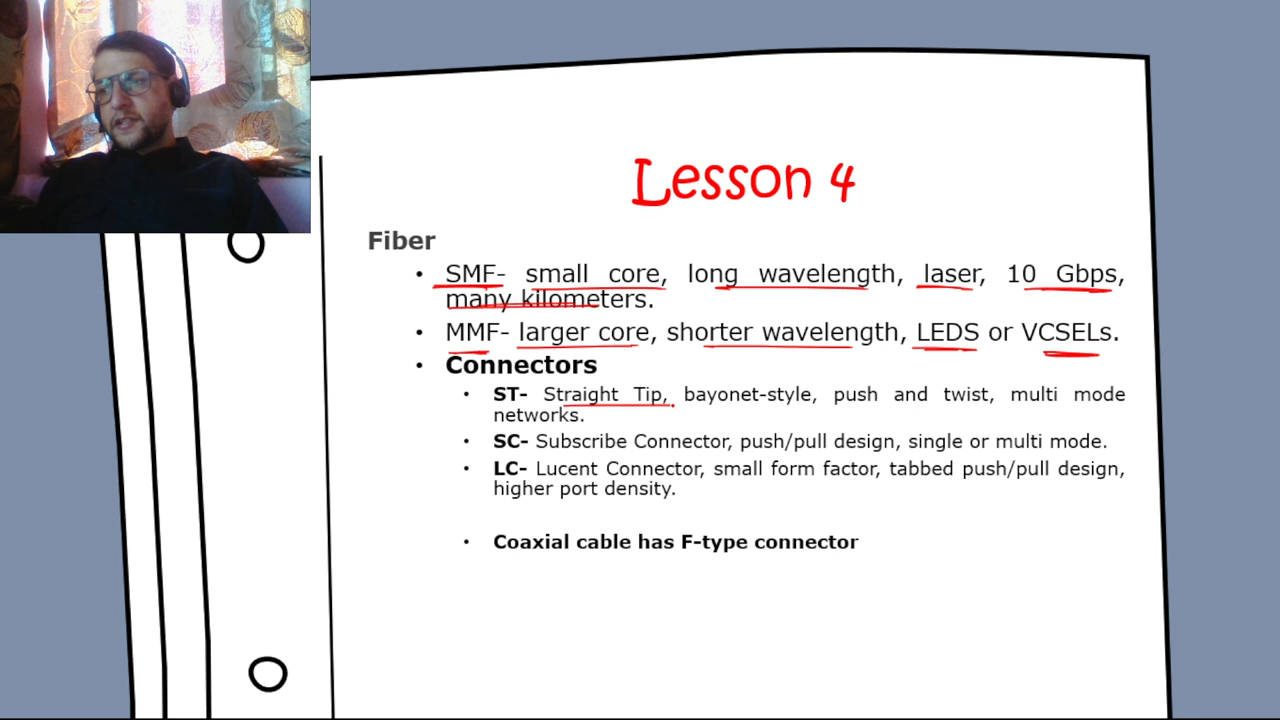 Lesson 4
Fiber
• SMF- small core, long wavelength, laser, 10 Gbps,
many kilometers.
• MMF- larger core, shorter wavelength, LEDS or VCSELs.
• Connectors
• ST- Straight Tip, bayonet-style, push and twist, multi mode
networks.
• SC- Subscribe Connector, push/pull design, single or multi mode.
• LC- Lucent Connector, small form factor, tabbed push/pull design,
higher port density.
• Coaxial cable has F-type connector